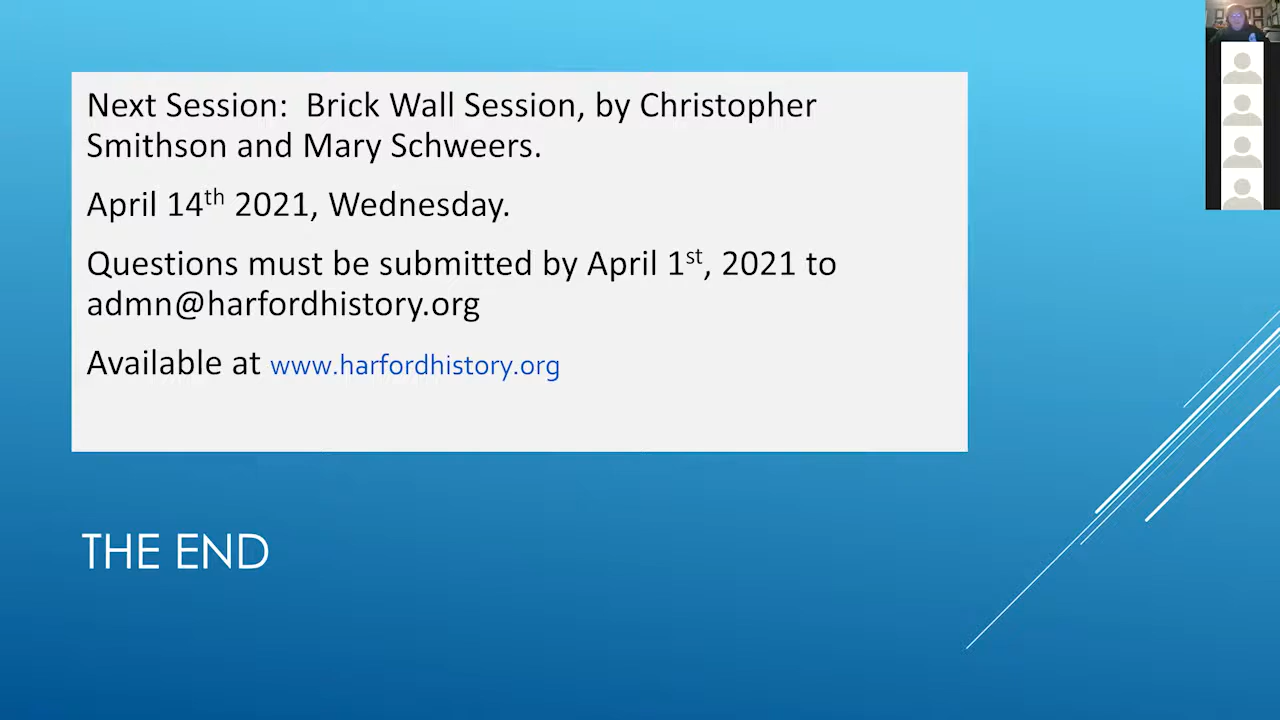 Next Session:  Brick Wall Session, by Christopher
Smithson and Mary Schweers.
April 14th 2021, Wednesday.
Questions must be submitted by April 1st, 2021 to
admn@harfordhistory.org
Available at www.harfordhistory.org
THE END